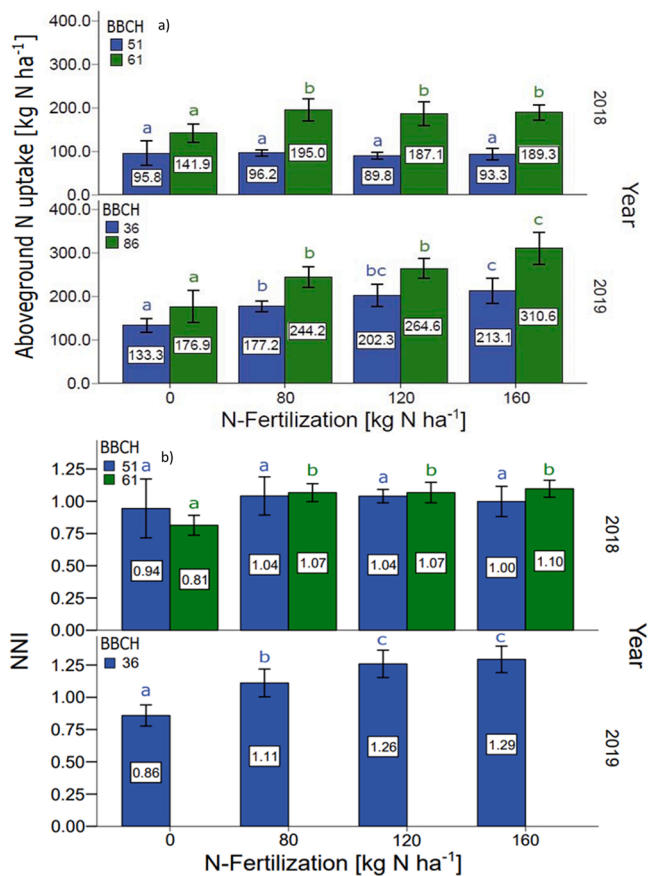 a)
BBCH
51
61
400.0
300.0
200.0
100.0
0.0
a a a b a b a b
95.8 141.9 96.2 195.0 89.8 187.1 93.3 189.3
2018
BBCH
36
86
400.0
300.0
200.0
100.0
0.0
a a b b bc b c c
133.3 176.9 177.2 244.2 202.3 264.6 213.1 310.6
2019
Aboveground N uptake [kg N ha-1]
Year
0 80 120 160
N-Fertilization [kg N ha-1]
b)
BBCH
51
61
1.25
1.00
0.75
0.50
0.25
0.00
a a a b a b a b
0.94 0.81 1.04 1.07 1.04 1.07 1.00 1.10
2018
BBCH
36
1.25
1.00
0.75
0.50
0.25
0.00
a b c c
0.86 1.11 1.26 1.29
2019
NNI
Year
0 80 120 160
N-Fertilization [kg N ha-1]